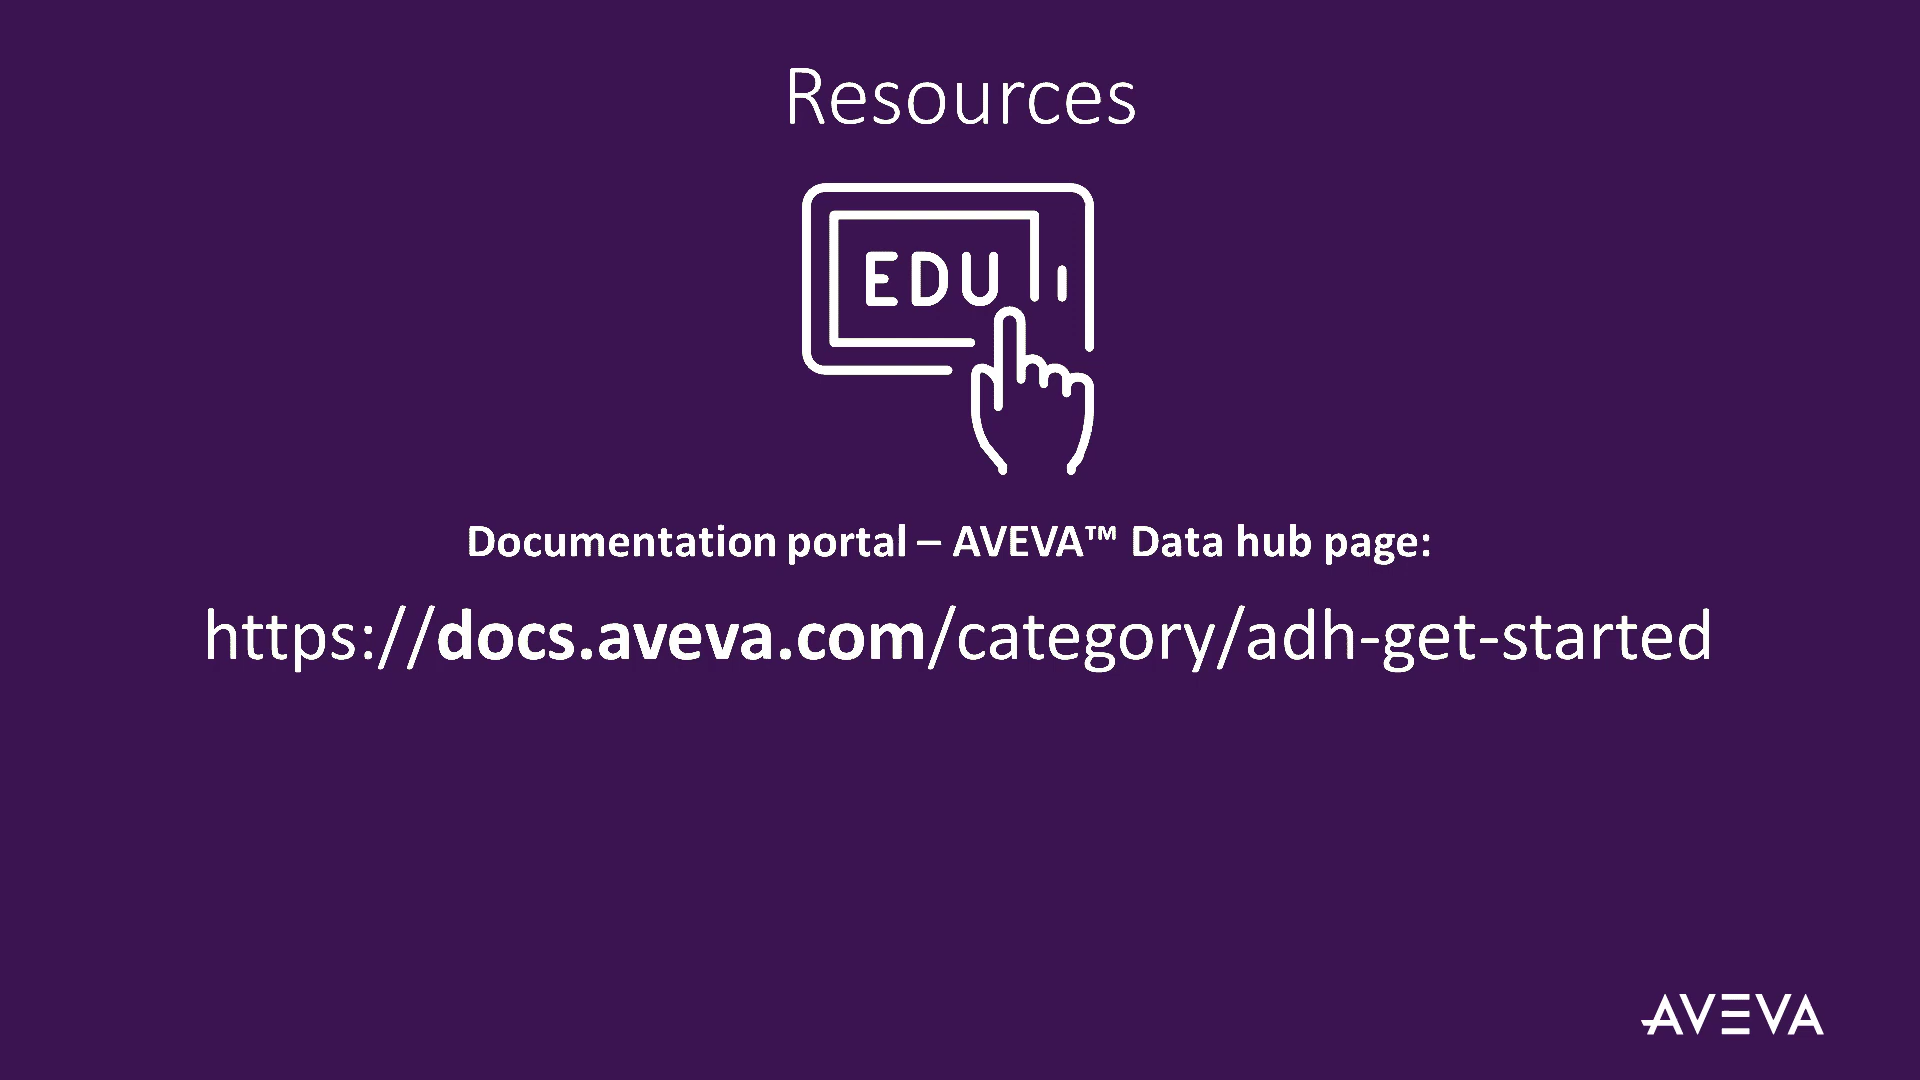 Resources
EDU
Documentation portal – AVEVA™ Data hub page:
https://docs.aveva.com/category/adh-get-started
AVEVA